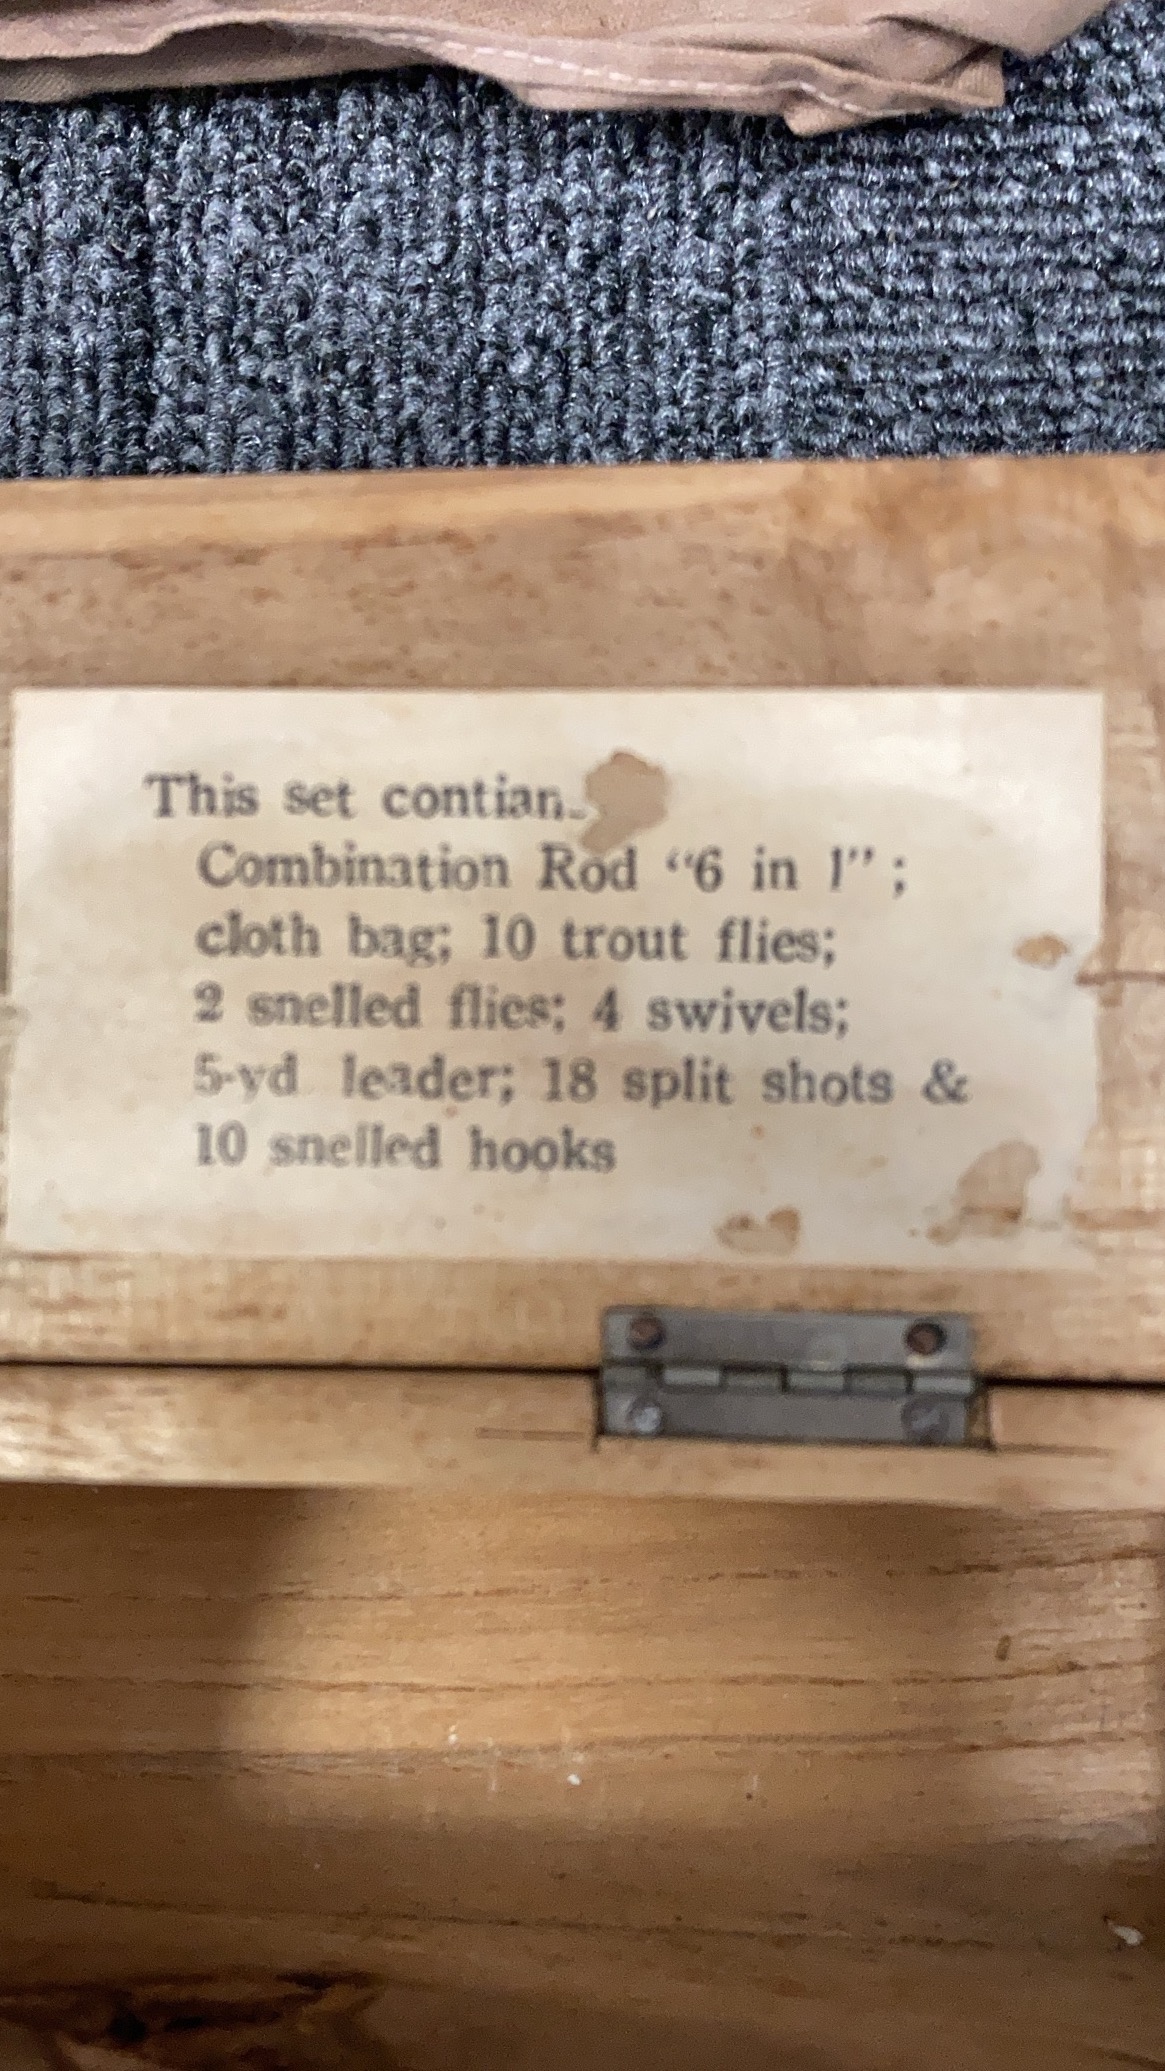 This set contian
Combination Rod “6 in 1” ;
cloth bag; 10 trout flies;
2 snelled flies; 4 swivels;
5-yd leader; 18 split shots &
10 snelled hooks